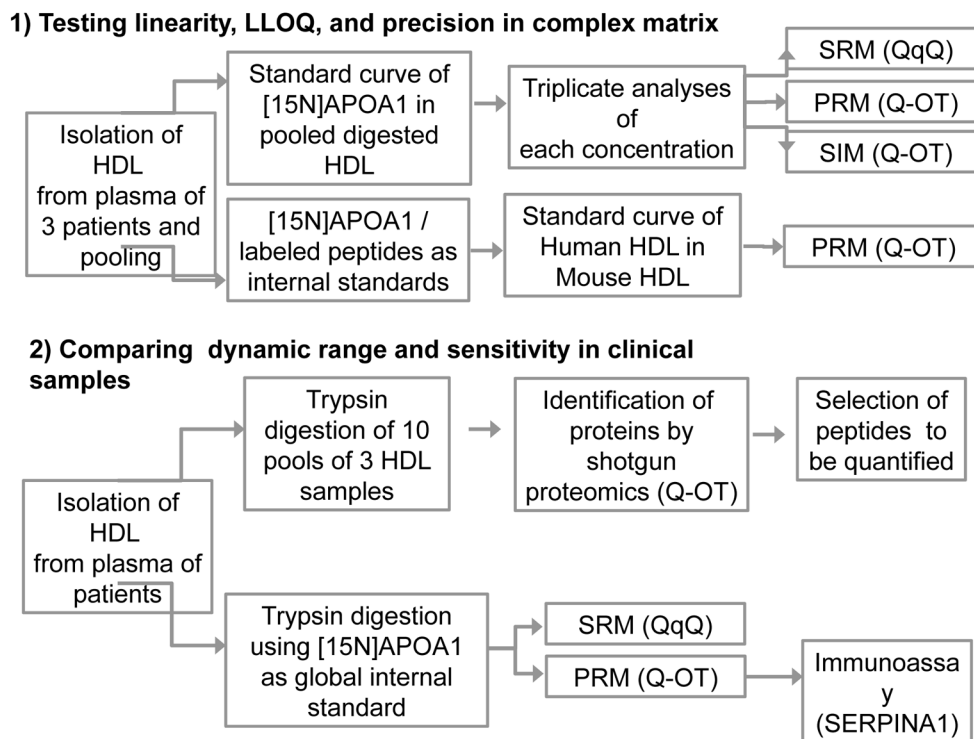 1) Testing linearity, LLOQ, and precision in complex matrix
Isolation of
HDL
from plasma of
3 patients and
pooling
Standard curve of
[15N]APOA1 in
pooled digested
HDL
Triplicate analyses
of
each concentration
SRM (QqQ)
PRM (Q-OT)
SIM (Q-OT)
[15N]APOA1 /
labeled peptides as
internal standards
Standard curve of
Human HDL in
Mouse HDL
PRM (Q-OT)
2) Comparing dynamic range and sensitivity in clinical
samples
Isolation of
HDL
from plasma of
patients
Trypsin
digestion of 10
pools of 3 HDL
samples
Identification of
proteins by
shotgun
proteomics (Q-OT)
Selection of
peptides to
be quantified
Trypsin digestion
using [15N]APOA1
as global internal
standard
SRM (QqQ)
PRM (Q-OT)
Immunoassa
y
(SERPINA1)